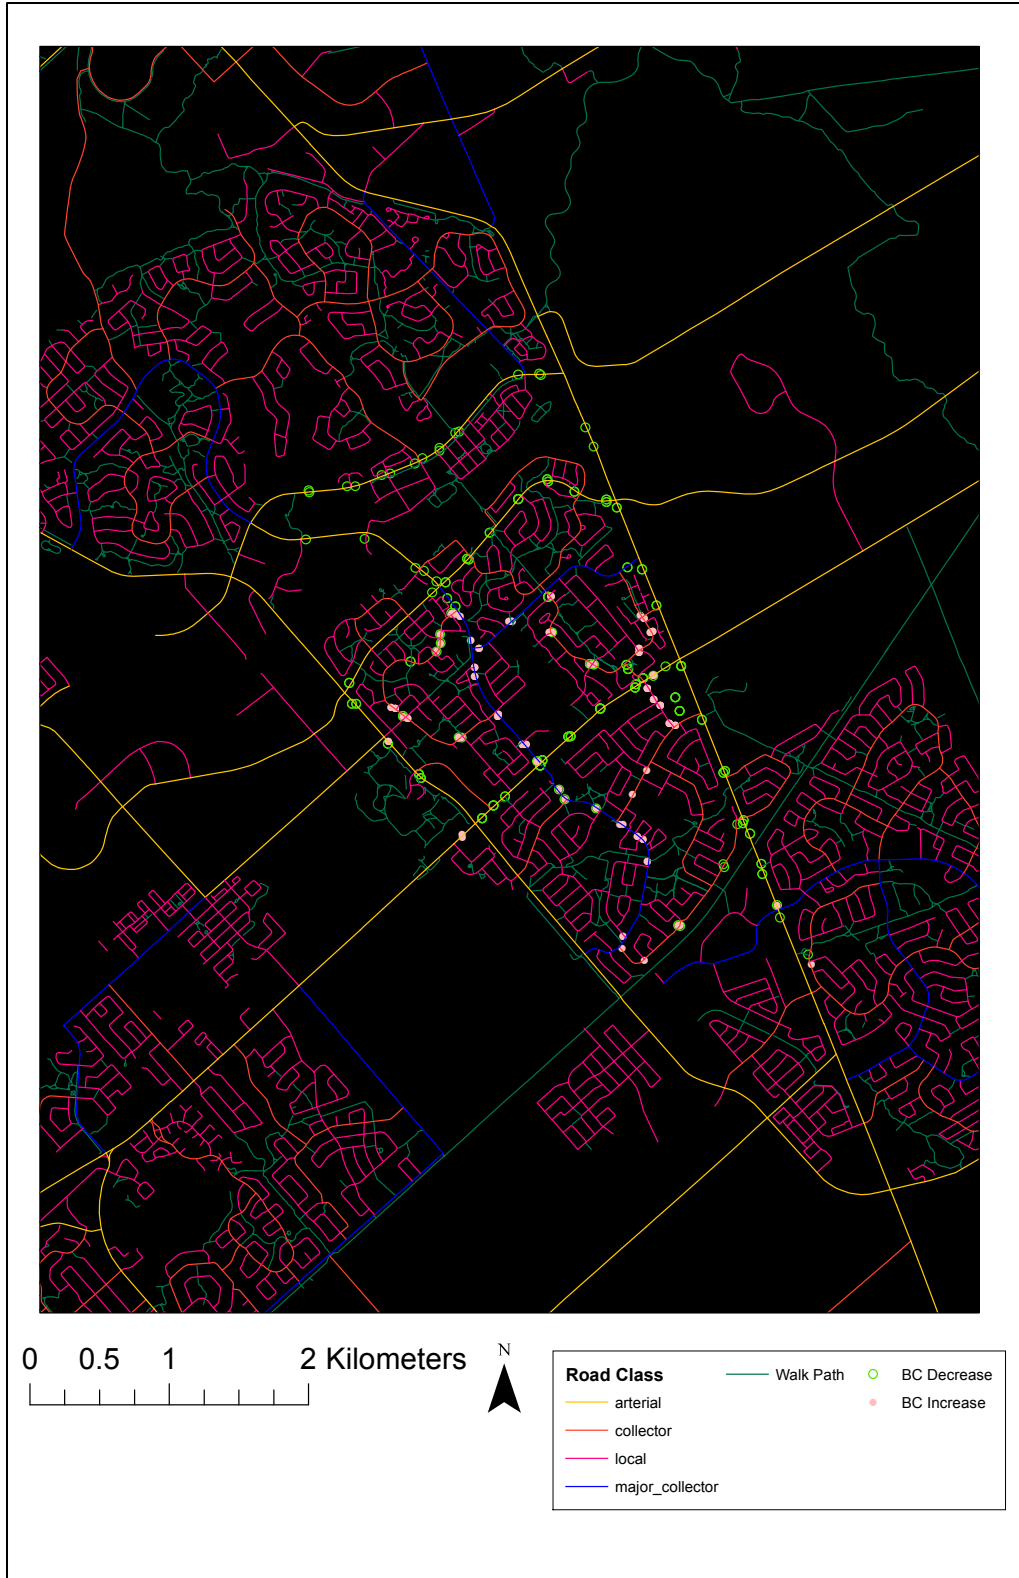 0 0.5 1 2 Kilometers
N
Road Class
arterial
collector
local
major_collector
Walk Path
BC Decrease
BC Increase